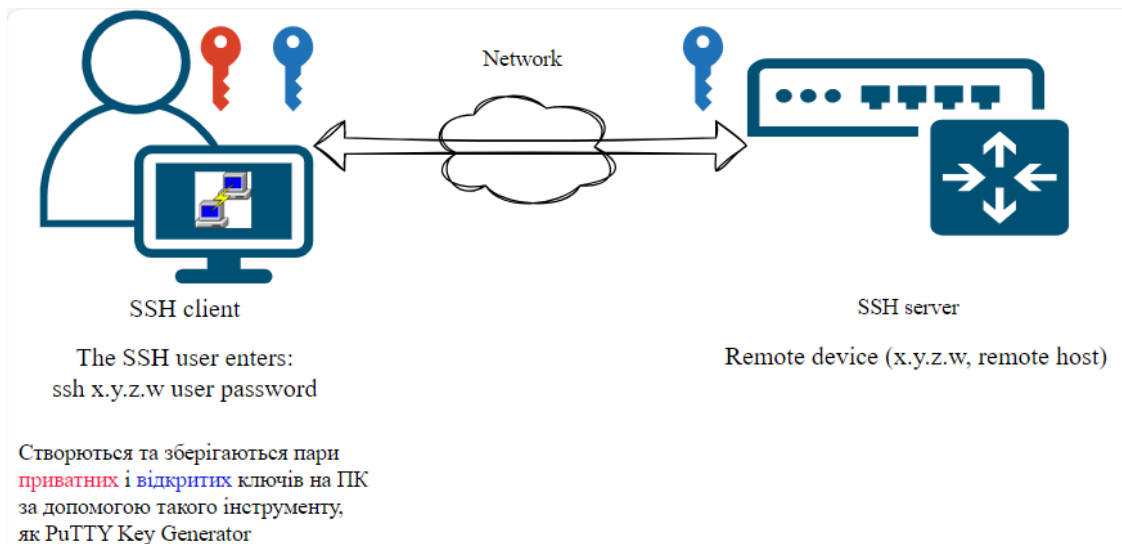 Network
SSH client
SSH server
The SSH user enters:
ssh x.y.z.w user password
Remote device (x.y.z.w, remote host)
Створються та зберігаються пари
приватних і відкритих ключів на ПК
за допомогою такого інструменту,
як PuTTY Key Generator